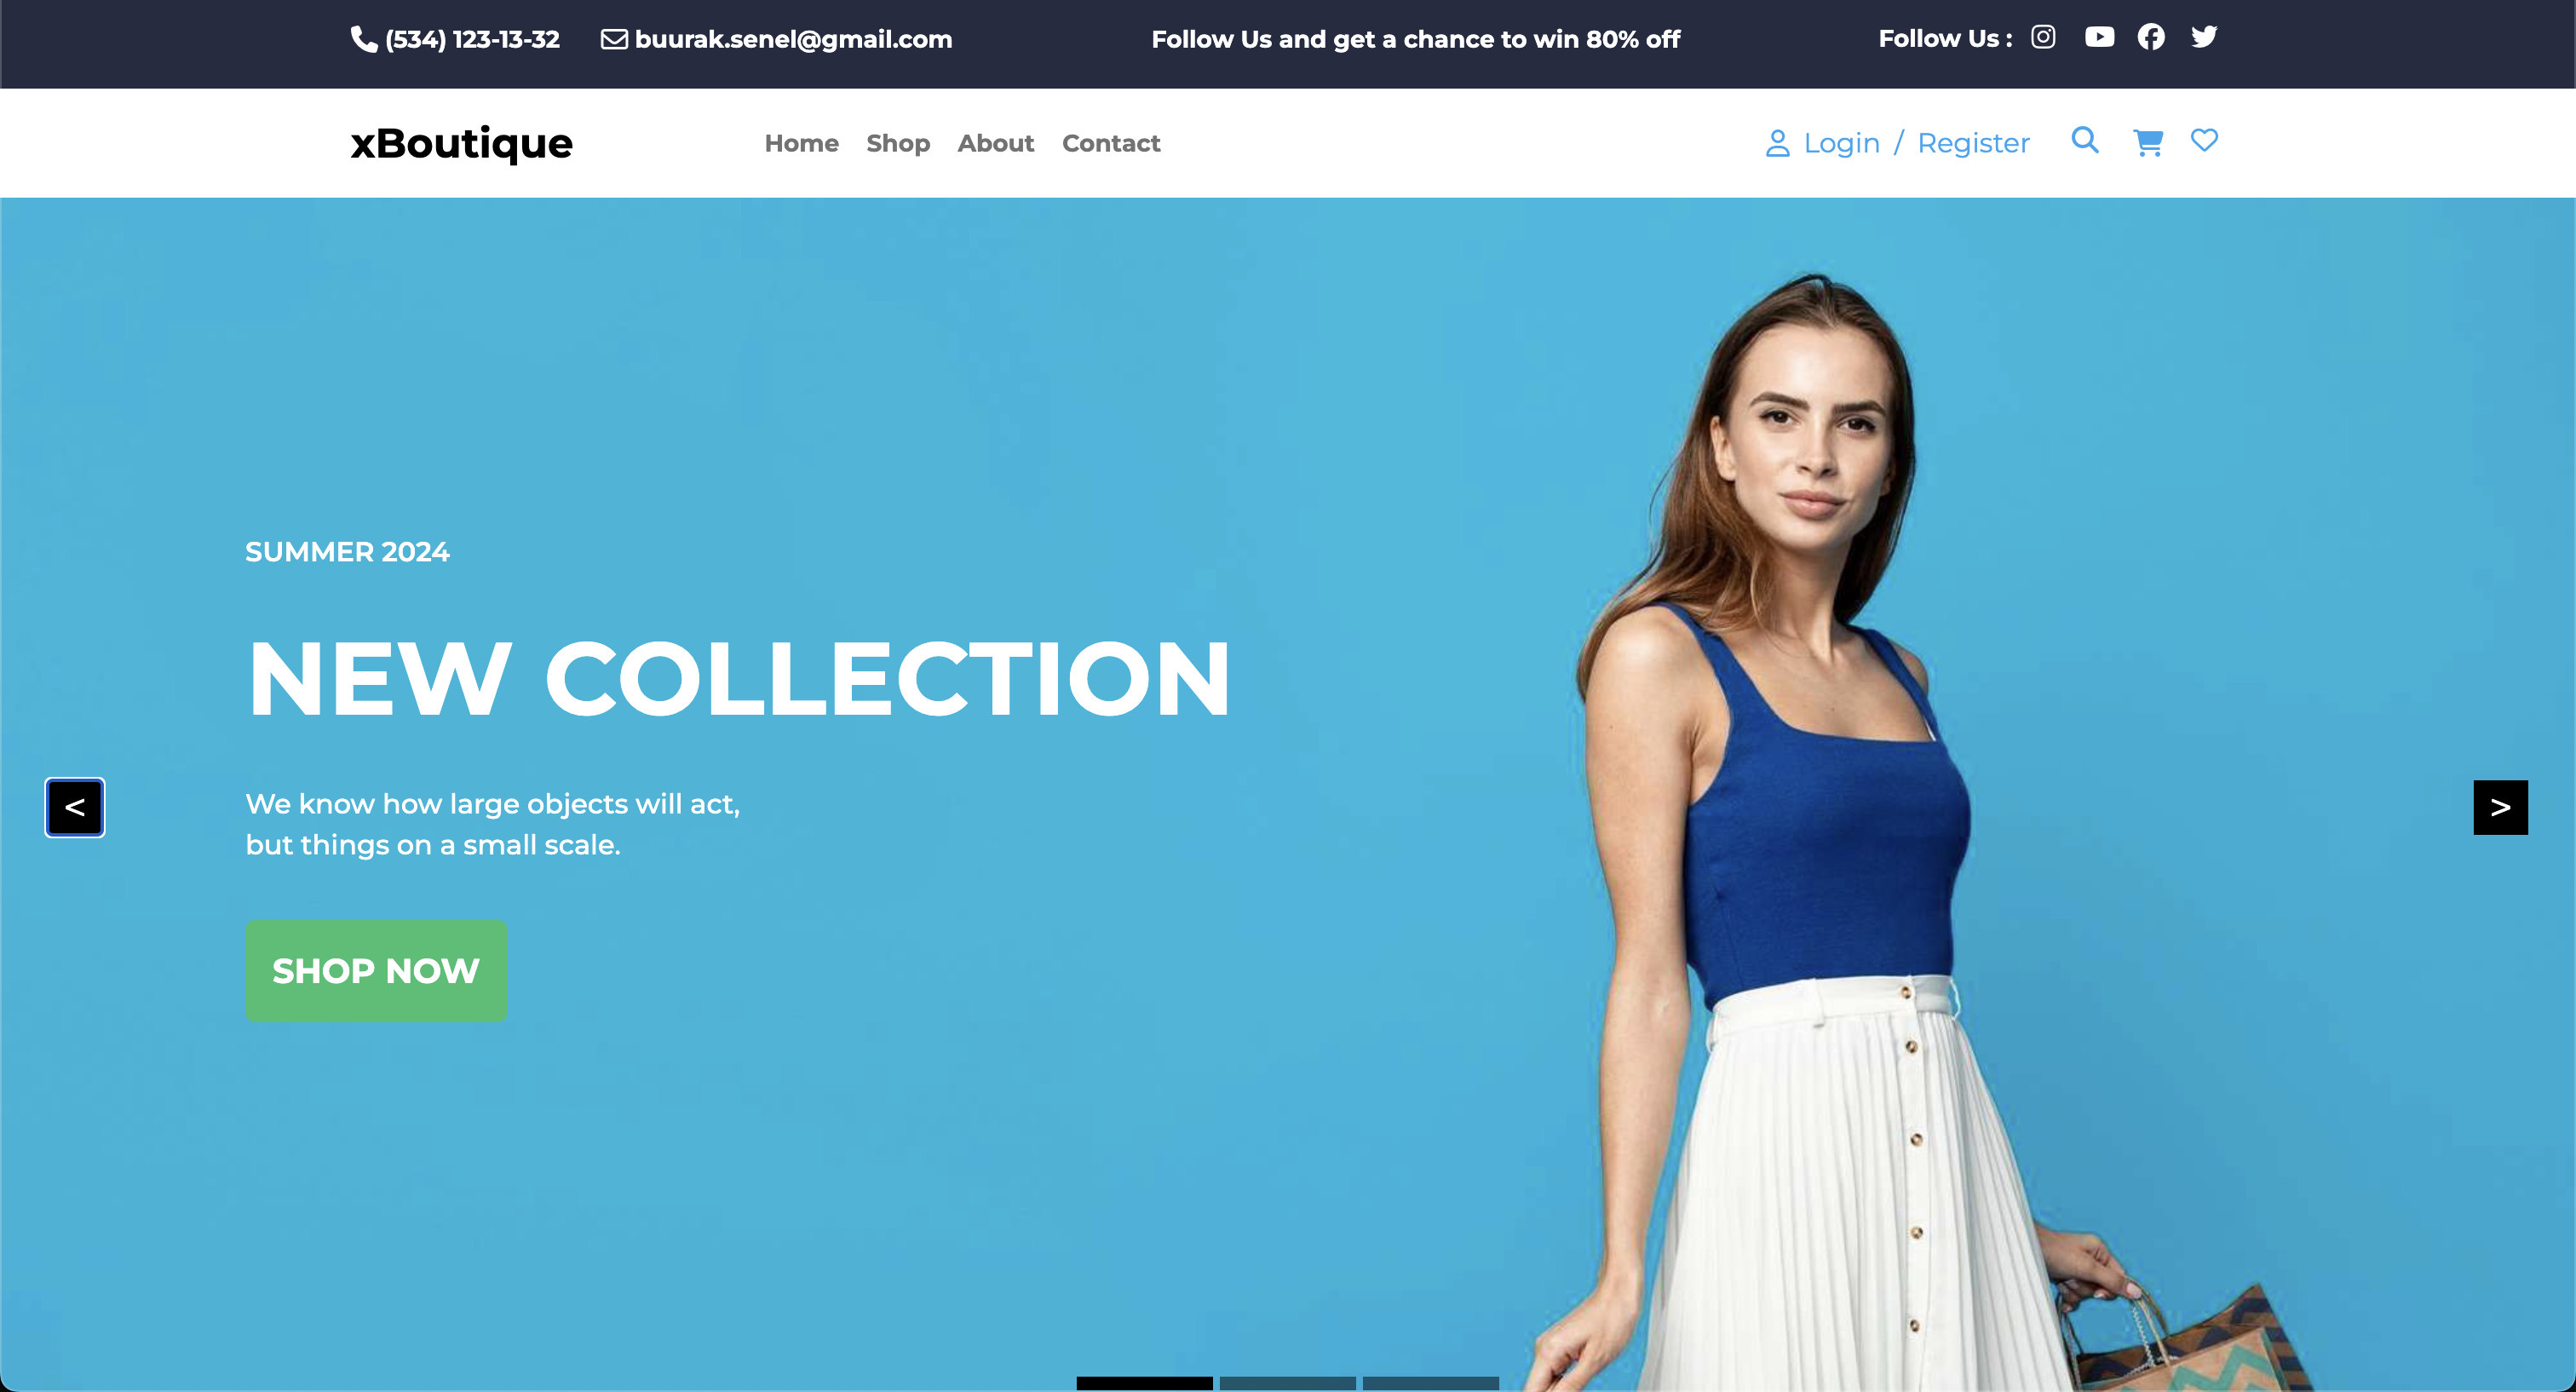 (534) 123-13-32 buurak.senel@gmail.com Follow Us and get a chance to win 80% off Follow Us :
xBoutique Home Shop About Contact Login / Register
SUMMER 2024
NEW COLLECTION
We know how large objects will act,
but things on a small scale.
< >
SHOP NOW